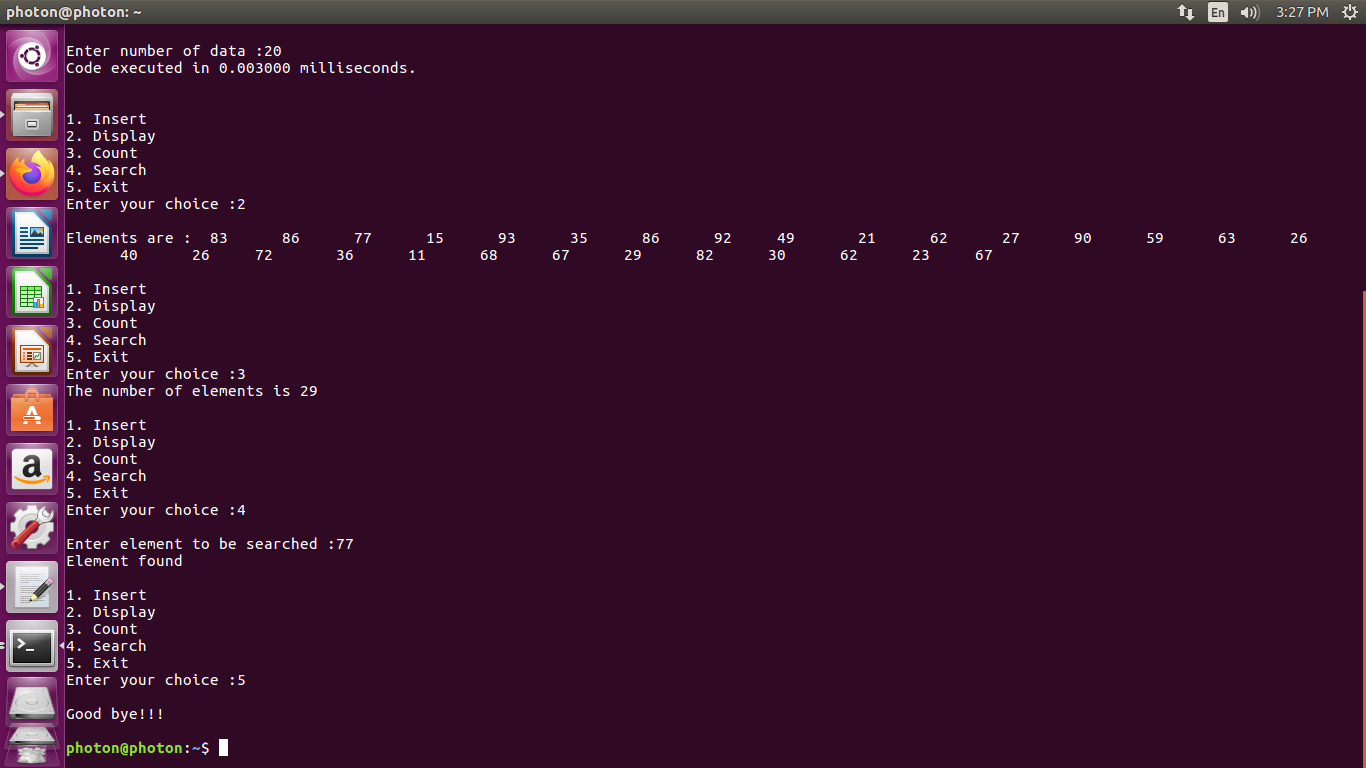 photon@photon: ~
En
3:27 PM
Enter number of data :20
Code executed in 0.003000 milliseconds.
1. Insert
2. Display
3. Count
4. Search
5. Exit
Enter your choice :2
Elements are : 83 86 77 15 93 35 86 92 49 21 62 27 90 59 63 26
40 26 72 36 11 68 67 29 82 30 62 23 67
1. Insert
2. Display
3. Count
4. Search
5. Exit
Enter your choice :3
The number of elements is 29
1. Insert
2. Display
3. Count
4. Search
5. Exit
Enter your choice :4
Enter element to be searched :77
Element found
1. Insert
2. Display
3. Count
4. Search
5. Exit
Enter your choice :5
Good bye!!!
photon@photon:~$